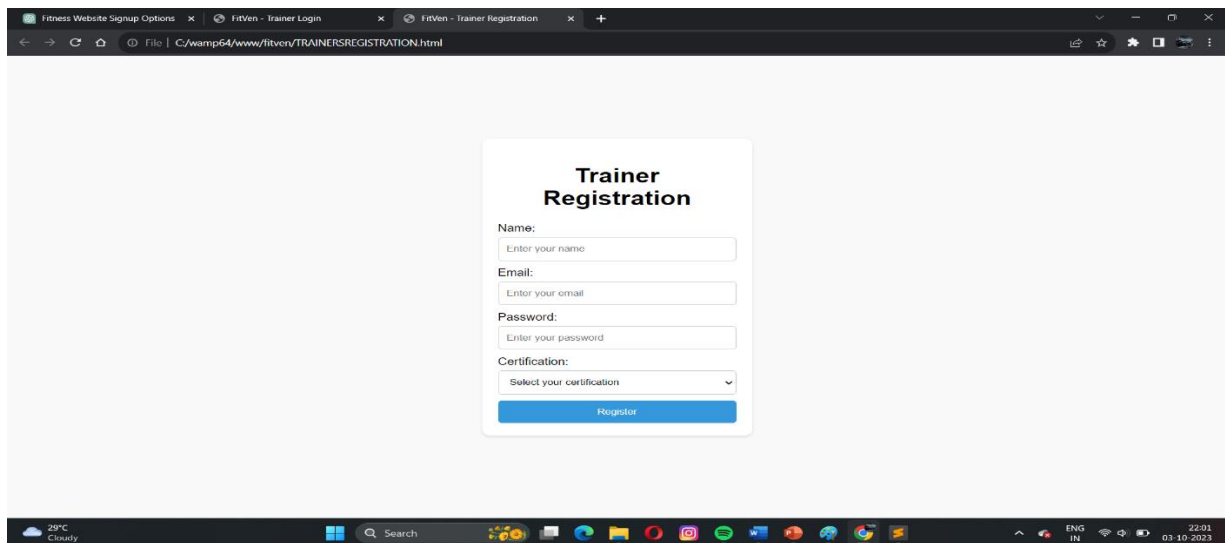 Fitness Website Signup Options
FitVen - Trainer Login
FitVen - Trainer Registration
File | C:/wamp64/www/fitven/TRAINERSREGISTRATION.html
Trainer
Registration
Name:
Enter your name
Email:
Enter your email
Password:
Enter your password
Certification:
Select your certification
Register
29°C
Cloudy
Search
ENG
IN
22:01
03-10-2023